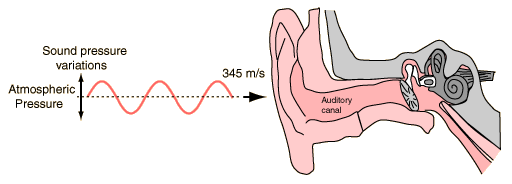 Sound pressure
variations
345 m/s
Atmospheric
Pressure
Auditory
canal